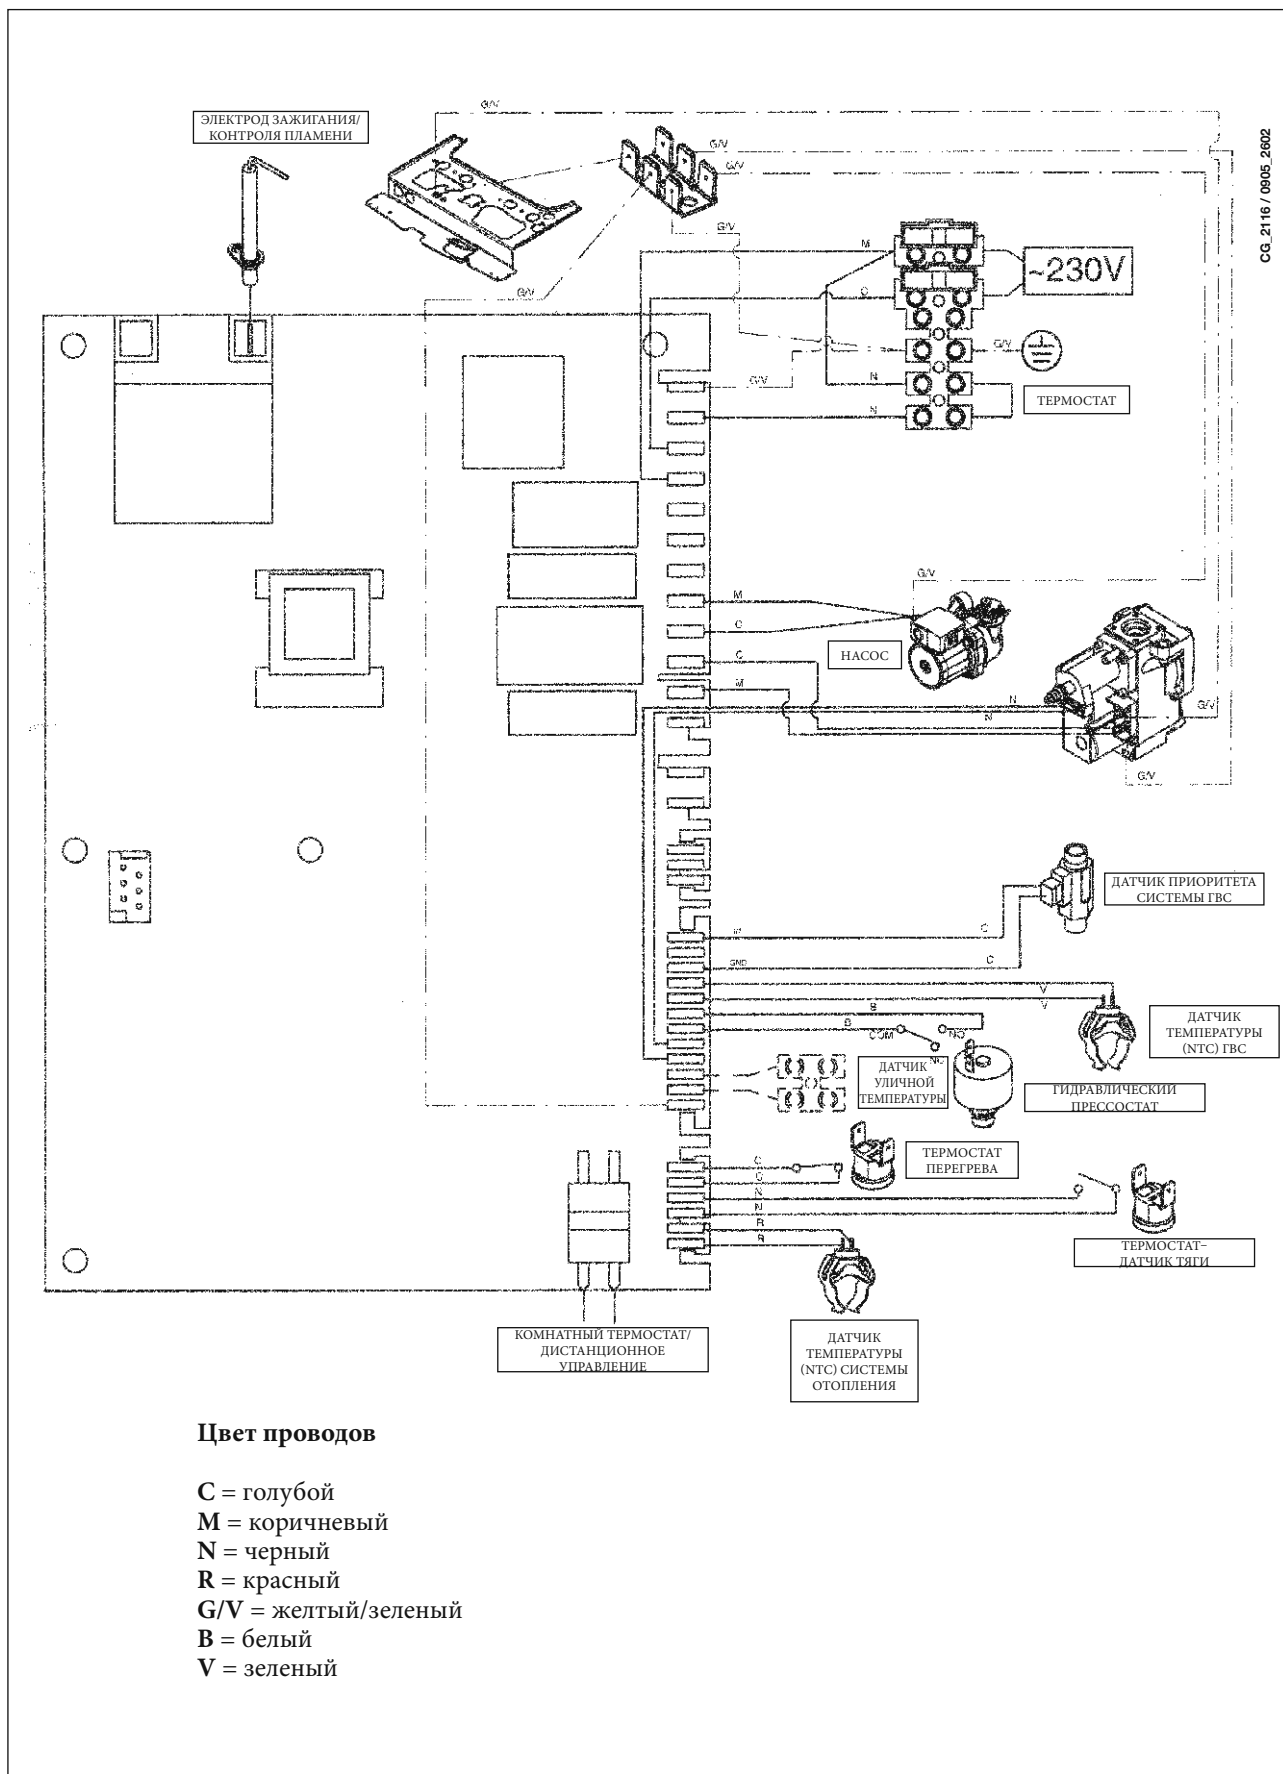 G/V
ЭЛЕКТРОД ЗАЖИГАНИЯ/
КОНТРОЛЯ ПЛАМЕНИ
G/V
G/V
CG_2116 / 0905_2602
G/V
M
~230V
G/V
C
G/V
G/V
N
ТЕРМОСТАТ
N
G/V
M
C
НАСОС
C
M
N
N
G/V
G/V
ДАТЧИК ПРИОРИТЕТА
СИСТЕМЫ ГВС
C
GND
C
V
V
B
B
COM
NO
NC
ДАТЧИК
ТЕМПЕРАТУРЫ
(NTC) ГВС
ДАТЧИК
УЛИЧНОЙ
ТЕМПЕРАТУРЫ
ГИДРАВЛИЧЕСКИЙ
ПРЕССОСТАТ
C
C
ТЕРМОСТАТ
ПЕРЕГРЕВА
N
N
R
R
ТЕРМОСТАТ–
ДАТЧИК ТЯГИ
КОМНАТНЫЙ ТЕРМОСТАТ/
ДИСТАНЦИОННОЕ
УПРАВЛЕНИЕ
ДАТЧИК
ТЕМПЕРАТУРЫ
(NTC) СИСТЕМЫ
ОТОПЛЕНИЯ
Цвет проводов
C = голубой
M = коричневый
N = черный
R = красный
G/V = желтый/зеленый
B = белый
V = зеленый